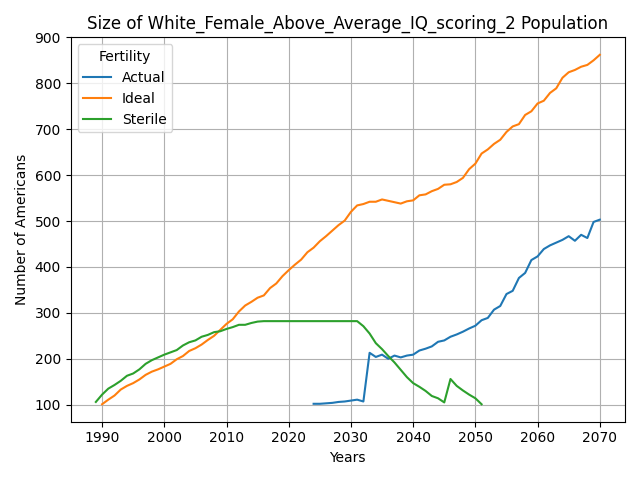 Size of White_Female_Above_Average_IQ_scoring_2 Population
Fertility
Actual
Ideal
Sterile
Number of Americans
900
800
700
600
500
400
300
200
100
1990 2000 2010 2020 2030 2040 2050 2060 2070
Years